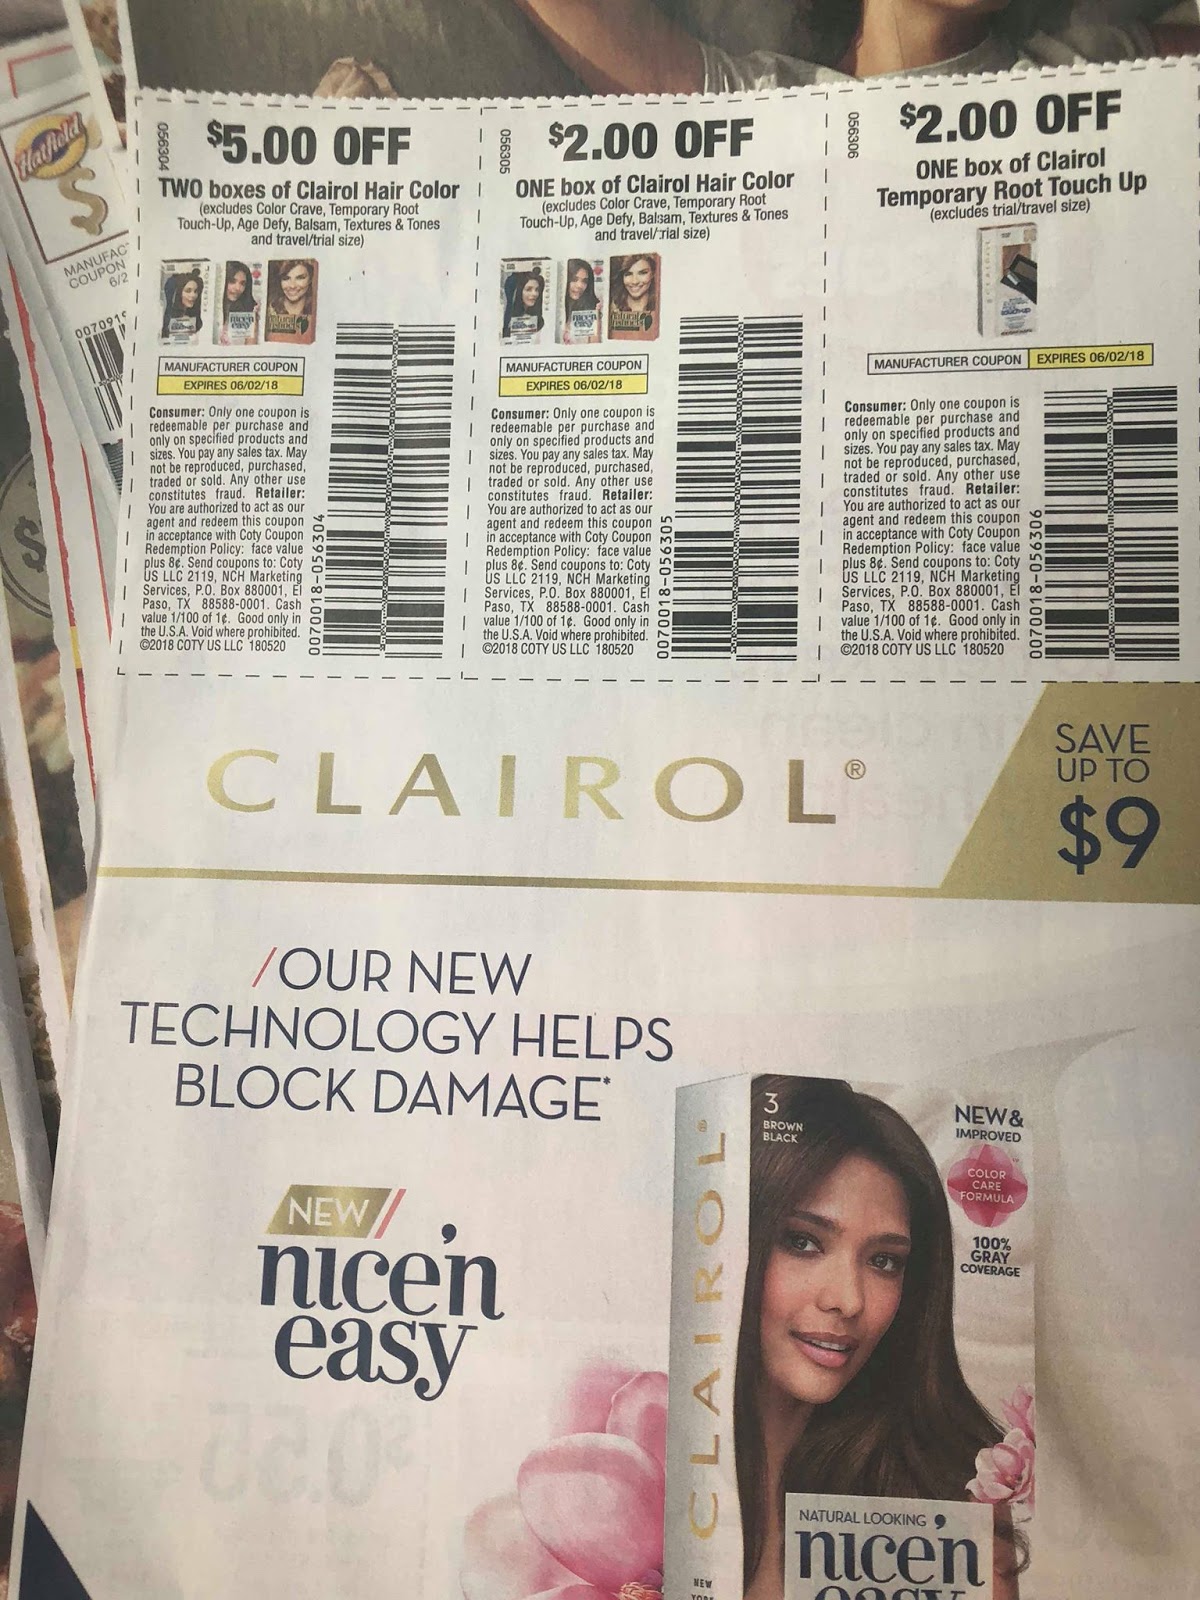 Hatfield
$
MANUFAC
COUPON
6/2
007091
$
056304
$5.00 OFF
TWO boxes of Clairol Hair Color
(excludes Color Crave, Temporary Root
Touch-Up, Age Defy, Balsam, Textures & Tones
and travel/trial size)
MANUFACTURER COUPON
EXPIRES 06/02/18
Consumer: Only one coupon is
redeemable per purchase and
only on specified products and
sizes. You pay any sales tax. May
not be reproduced, purchased,
traded or sold. Any other use
constitutes fraud. Retailer:
You are authorized to act as our
agent and redeem this coupon
in acceptance with Coty Coupon
Redemption Policy: face value
plus 8¢. Send coupons to: Coty
US LLC 2119, NCH Marketing
Services, P.O. Box 880001, El
Paso, TX 88588-0001. Cash
value 1/100 of 1¢. Good only in
the U.S.A. Void where prohibited.
©2018 COTY US LLC 180520
0070018-056304
056305
$2.00 OFF
ONE box of Clairol Hair Color
(excludes Color Crave, Temporary Root
Touch-Up, Age Defy, Balsam, Textures & Tones
and travel/trial size)
MANUFACTURER COUPON
EXPIRES 06/02/18
Consumer: Only one coupon is
redeemable per purchase and
only on specified products and
sizes. You pay any sales tax. May
not be reproduced, purchased,
traded or sold. Any other use
constitutes fraud. Retailer:
You are authorized to act as our
agent and redeem this coupon
in acceptance with Coty Coupon
Redemption Policy: face value
plus 8¢. Send coupons to: Coty
US LLC 2119, NCH Marketing
Services, P.O. Box 880001, El
Paso, TX 88588-0001. Cash
value 1/100 of 1¢. Good only in
the U.S.A. Void where prohibited.
©2018 COTY US LLC 180520
0070018-056305
056306
$2.00 OFF
ONE box of Clairol
Temporary Root Touch Up
(excludes trial/travel size)
MANUFACTURER COUPON EXPIRES 06/02/18
Consumer: Only one coupon is
redeemable per purchase and
only on specified products and
sizes. You pay any sales tax. May
not be reproduced, purchased,
traded or sold. Any other use
constitutes fraud. Retailer:
You are authorized to act as our
agent and redeem this coupon
in acceptance with Coty Coupon
Redemption Policy: face value
plus 8¢. Send coupons to: Coty
US LLC 2119, NCH Marketing
Services, P.O. Box 880001, El
Paso, TX 88588-0001. Cash
value 1/100 of 1¢. Good only in
the U.S.A. Void where prohibited.
©2018 COTY US LLC 180520
0070018-056306
CLAIROL®
SAVE
UP TO
$9
/OUR NEW
TECHNOLOGY HELPS
BLOCK DAMAGE*
NEW/
nice'n
easy
CLAIROL®
NEW
YORK
3
BROWN
BLACK
NEW &
IMPROVED
COLOR
CARE
FORMULA
100%
GRAY
COVERAGE
NATURAL LOOKING
nice'n
easy